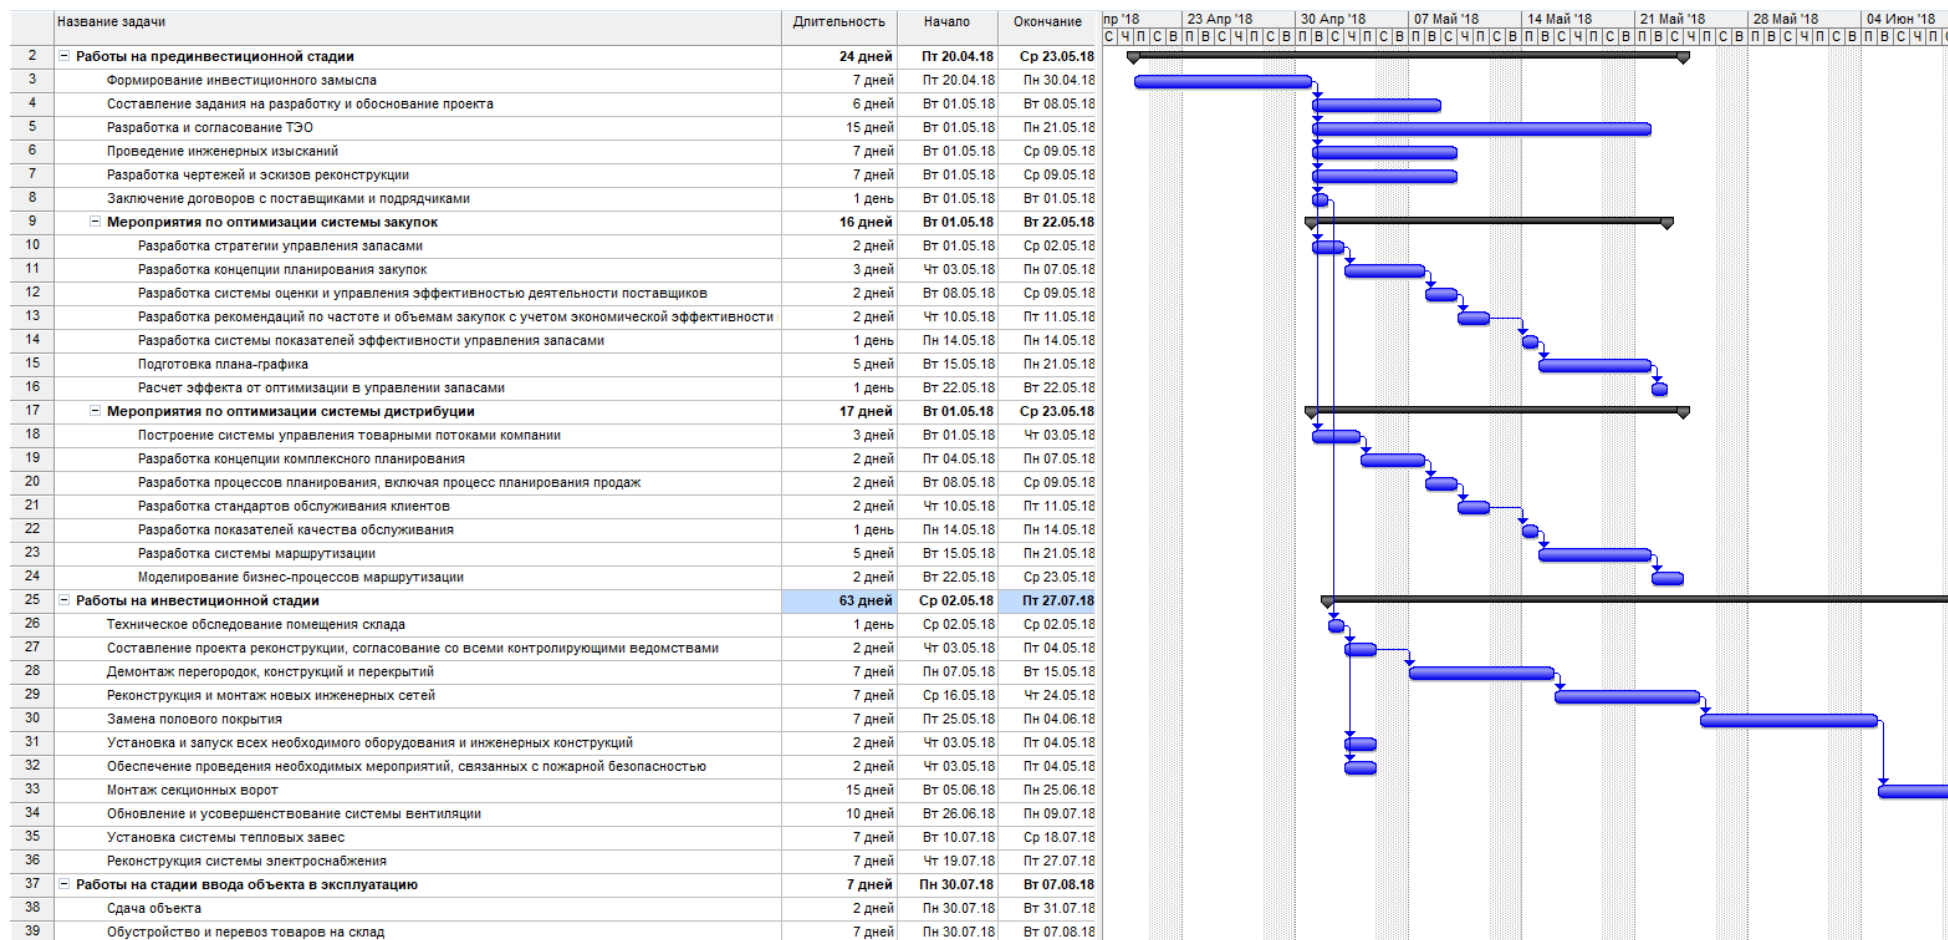 Название задачи Длительность Начало Окончание пр '18 23 Апр '18 30 Апр '18 07 Май '18 14 Май '18 21 Май '18 28 Май '18 04 Июн '18
С Ч П С В П В С Ч П С В П В С Ч П С В П В С Ч П С В П В С Ч П С В П В С Ч П С В П В С Ч П С В П В С Ч П
2 Работы на прединвестиционной стадии 24 дней Пт 20.04.18 Ср 23.05.18
3 Формирование инвестиционного замысла 7 дней Пт 20.04.18 Пн 30.04.18
4 Составление задания на разработку и обоснование проекта 6 дней Вт 01.05.18 Вт 08.05.18
5 Разработка и согласование ТЭО 15 дней Вт 01.05.18 Пн 21.05.18
6 Проведение инженерных изысканий 7 дней Вт 01.05.18 Ср 09.05.18
7 Разработка чертежей и эскизов реконструкции 7 дней Вт 01.05.18 Ср 09.05.18
8 Заключение договоров с поставщиками и подрядчиками 1 день Вт 01.05.18 Вт 01.05.18
9 Мероприятия по оптимизации системы закупок 16 дней Вт 01.05.18 Вт 22.05.18
10 Разработка стратегии управления запасами 2 дней Вт 01.05.18 Ср 02.05.18
11 Разработка концепции планирования закупок 3 дней Чт 03.05.18 Пн 07.05.18
12 Разработка системы оценки и управления эффективностью деятельности поставщиков 2 дней Вт 08.05.18 Ср 09.05.18
13 Разработка рекомендаций по частоте и объемам закупок с учетом экономической эффективности 2 дней Чт 10.05.18 Пт 11.05.18
14 Разработка системы показателей эффективности управления запасами 1 день Пн 14.05.18 Пн 14.05.18
15 Подготовка плана-графика 5 дней Вт 15.05.18 Пн 21.05.18
16 Расчет эффекта от оптимизации в управлении запасами 1 день Вт 22.05.18 Вт 22.05.18
17 Мероприятия по оптимизации системы дистрибуции 17 дней Вт 01.05.18 Ср 23.05.18
18 Построение системы управления товарными потоками компании 3 дней Вт 01.05.18 Чт 03.05.18
19 Разработка концепции комплексного планирования 2 дней Пт 04.05.18 Пн 07.05.18
20 Разработка процессов планирования, включая процесс планирования продаж 2 дней Вт 08.05.18 Ср 09.05.18
21 Разработка стандартов обслуживания клиентов 2 дней Чт 10.05.18 Пт 11.05.18
22 Разработка показателей качества обслуживания 1 день Пн 14.05.18 Пн 14.05.18
23 Разработка системы маршрутизации 5 дней Вт 15.05.18 Пн 21.05.18
24 Моделирование бизнес-процессов маршрутизации 2 дней Вт 22.05.18 Ср 23.05.18
25 Работы на инвестиционной стадии 63 дней Ср 02.05.18 Пт 27.07.18
26 Техническое обследование помещения склада 1 день Ср 02.05.18 Ср 02.05.18
27 Составление проекта реконструкции, согласование со всеми контролирующими ведомствами 2 дней Чт 03.05.18 Пт 04.05.18
28 Демонтаж перегородок, конструкций и перекрытий 7 дней Пн 07.05.18 Вт 15.05.18
29 Реконструкция и монтаж новых инженерных сетей 7 дней Ср 16.05.18 Чт 24.05.18
30 Замена полового покрытия 7 дней Пт 25.05.18 Пн 04.06.18
31 Установка и запуск всех необходимого оборудования и инженерных конструкций 2 дней Чт 03.05.18 Пт 04.05.18
32 Обеспечение проведения необходимых мероприятий, связанных с пожарной безопасностью 2 дней Чт 03.05.18 Пт 04.05.18
33 Монтаж секционных ворот 15 дней Вт 05.06.18 Пн 25.06.18
34 Обновление и усовершенствование системы вентиляции 10 дней Вт 26.06.18 Пн 09.07.18
35 Установка системы тепловых завес 7 дней Вт 10.07.18 Ср 18.07.18
36 Реконструкция системы электроснабжения 7 дней Чт 19.07.18 Пт 27.07.18
37 Работы на стадии ввода объекта в эксплуатацию 7 дней Пн 30.07.18 Вт 07.08.18
38 Сдача объекта 2 дней Пн 30.07.18 Вт 31.07.18
39 Обустройство и перевоз товаров на склад 7 дней Пн 30.07.18 Вт 07.08.18